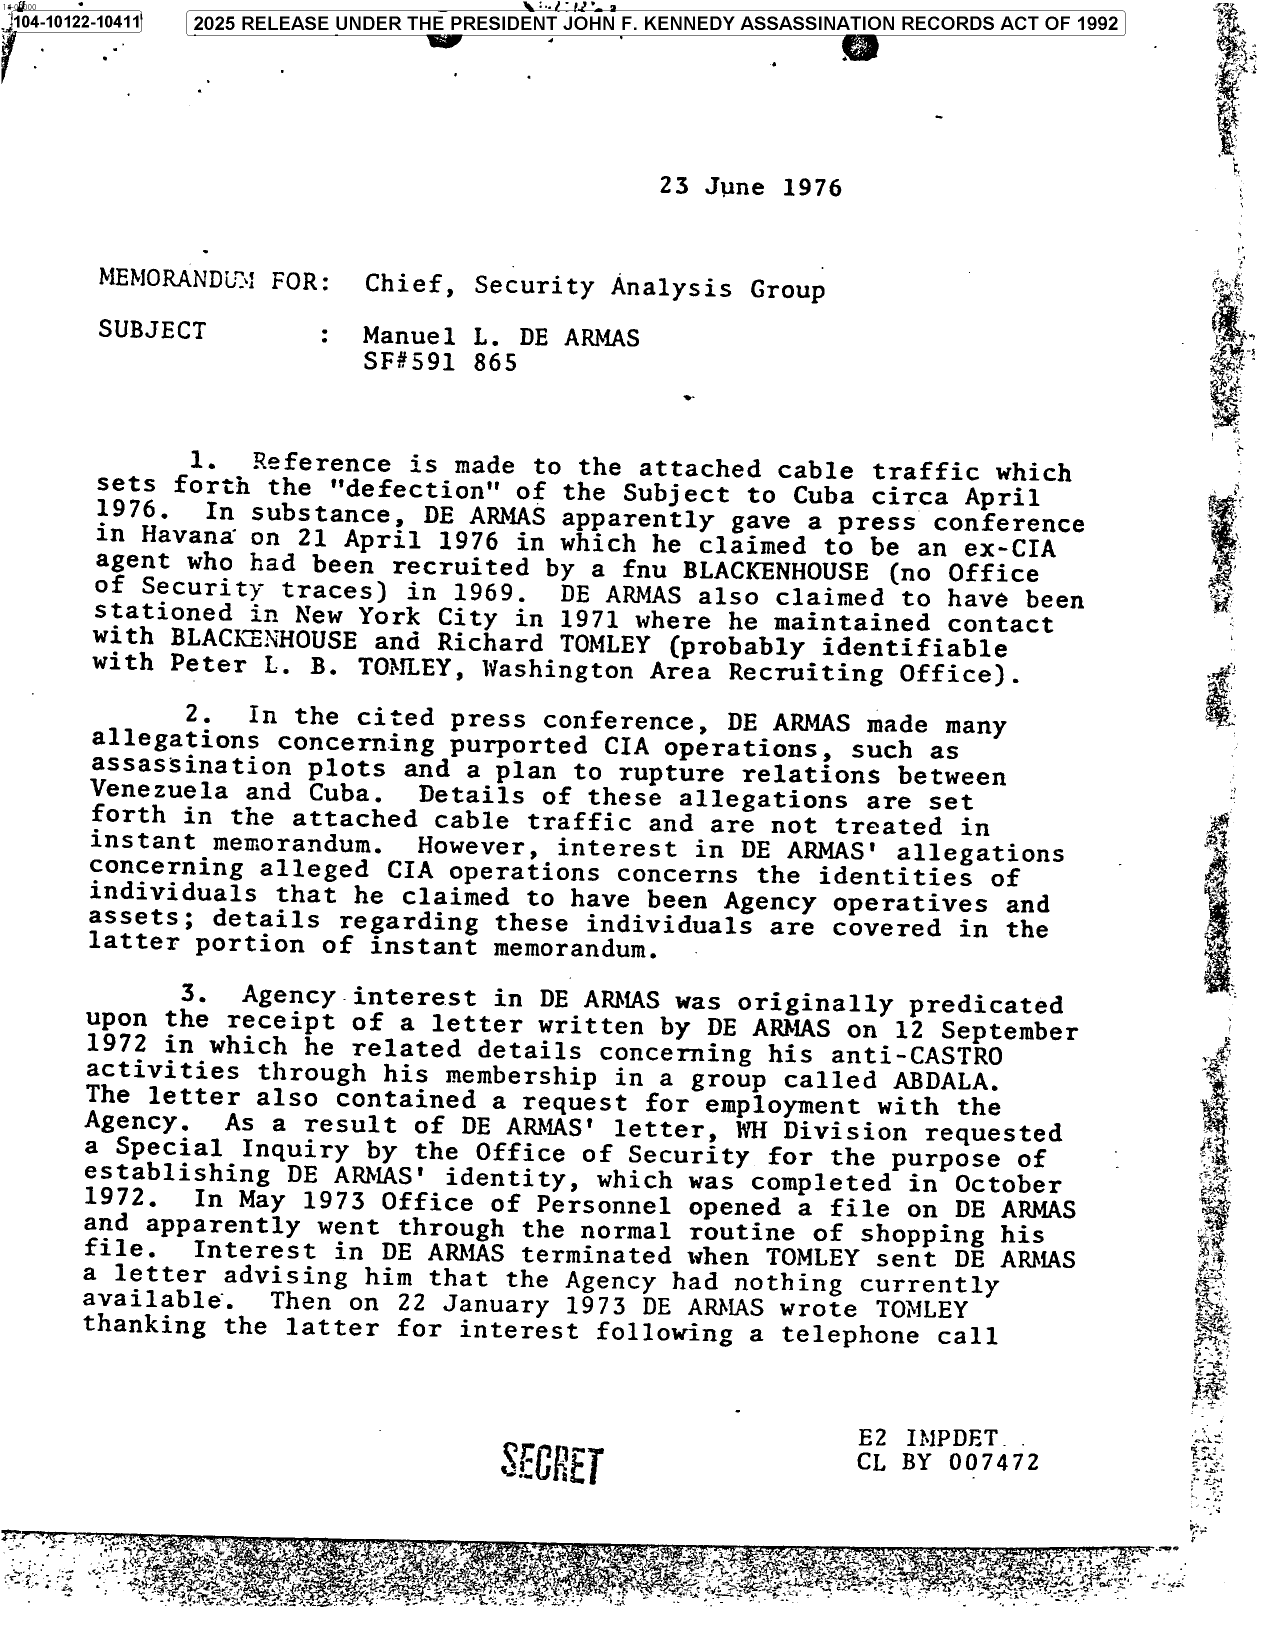 104-10122-10411
2025 RELEASE UNDER THE PRESIDENT JOHN F. KENNEDY ASSASSINATION RECORDS ACT OF 1992
23 June 1976
MEMORANDUM FOR: Chief, Security Analysis Group
SUBJECT : Manuel L. DE ARMAS
SF#591 865
1. Reference is made to the attached cable traffic which
sets forth the "defection" of the Subject to Cuba circa April
1976. In substance, DE ARMAS apparently gave a press conference
in Havana on 21 April 1976 in which he claimed to be an ex-CIA
agent who had been recruited by a fnu BLACKENHOUSE (no Office
of Security traces) in 1969. DE ARMAS also claimed to have been
stationed in New York City in 1971 where he maintained contact
with BLACKENHOUSE and Richard TOMLEY (probably identifiable
with Peter L. B. TOMLEY, Washington Area Recruiting Office).
2. In the cited press conference, DE ARMAS made many
allegations concerning purported CIA operations, such as
assassination plots and a plan to rupture relations between
Venezuela and Cuba. Details of these allegations are set
forth in the attached cable traffic and are not treated in
instant memorandum. However, interest in DE ARMAS' allegations
concerning alleged CIA operations concerns the identities of
individuals that he claimed to have been Agency operatives and
assets; details regarding these individuals are covered in the
latter portion of instant memorandum.
3. Agency interest in DE ARMAS was originally predicated
upon the receipt of a letter written by DE ARMAS on 12 September
1972 in which he related details concerning his anti-CASTRO
activities through his membership in a group called ABDALA.
The letter also contained a request for employment with the
Agency. As a result of DE ARMAS' letter, WH Division requested
a Special Inquiry by the Office of Security for the purpose of
establishing DE ARMAS' identity, which was completed in October
1972. In May 1973 Office of Personnel opened a file on DE ARMAS
and apparently went through the normal routine of shopping his
file. Interest in DE ARMAS terminated when TOMLEY sent DE ARMAS
a letter advising him that the Agency had nothing currently
available. Then on 22 January 1973 DE ARMAS wrote TOMLEY
thanking the latter for interest following a telephone call
E2 IMPDET
CL BY 007472
SECRET